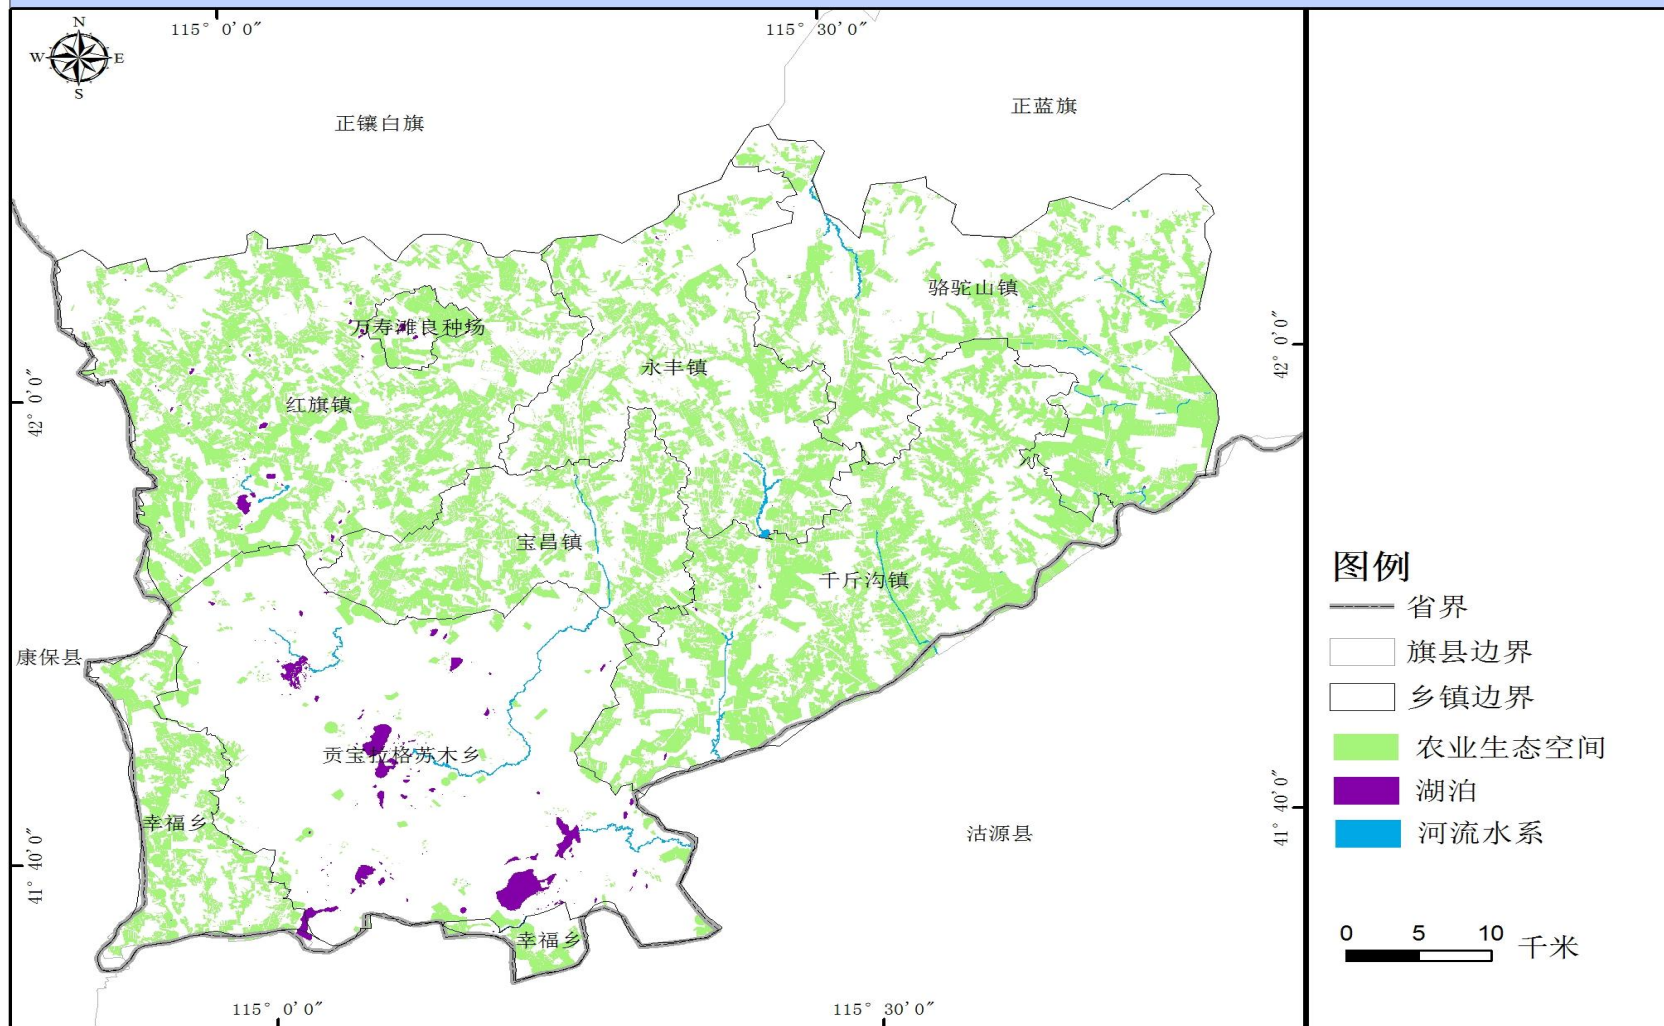 115° 0′0″
115° 30′0″
N
W
E
S
正镶白旗
正蓝旗
骆驼山镇
万寿滩良种场
永丰镇
42° 0′0″
42° 0′0″
红旗镇
宝昌镇
千斤沟镇
康保县
贡宝拉格苏木乡
幸福乡
沽源县
41° 40′0″
41° 40′0″
幸福乡
115° 0′0″
115° 30′0″
图例
省界
旗县边界
乡镇边界
农业生态空间
湖泊
河流水系
0 5 10 千米